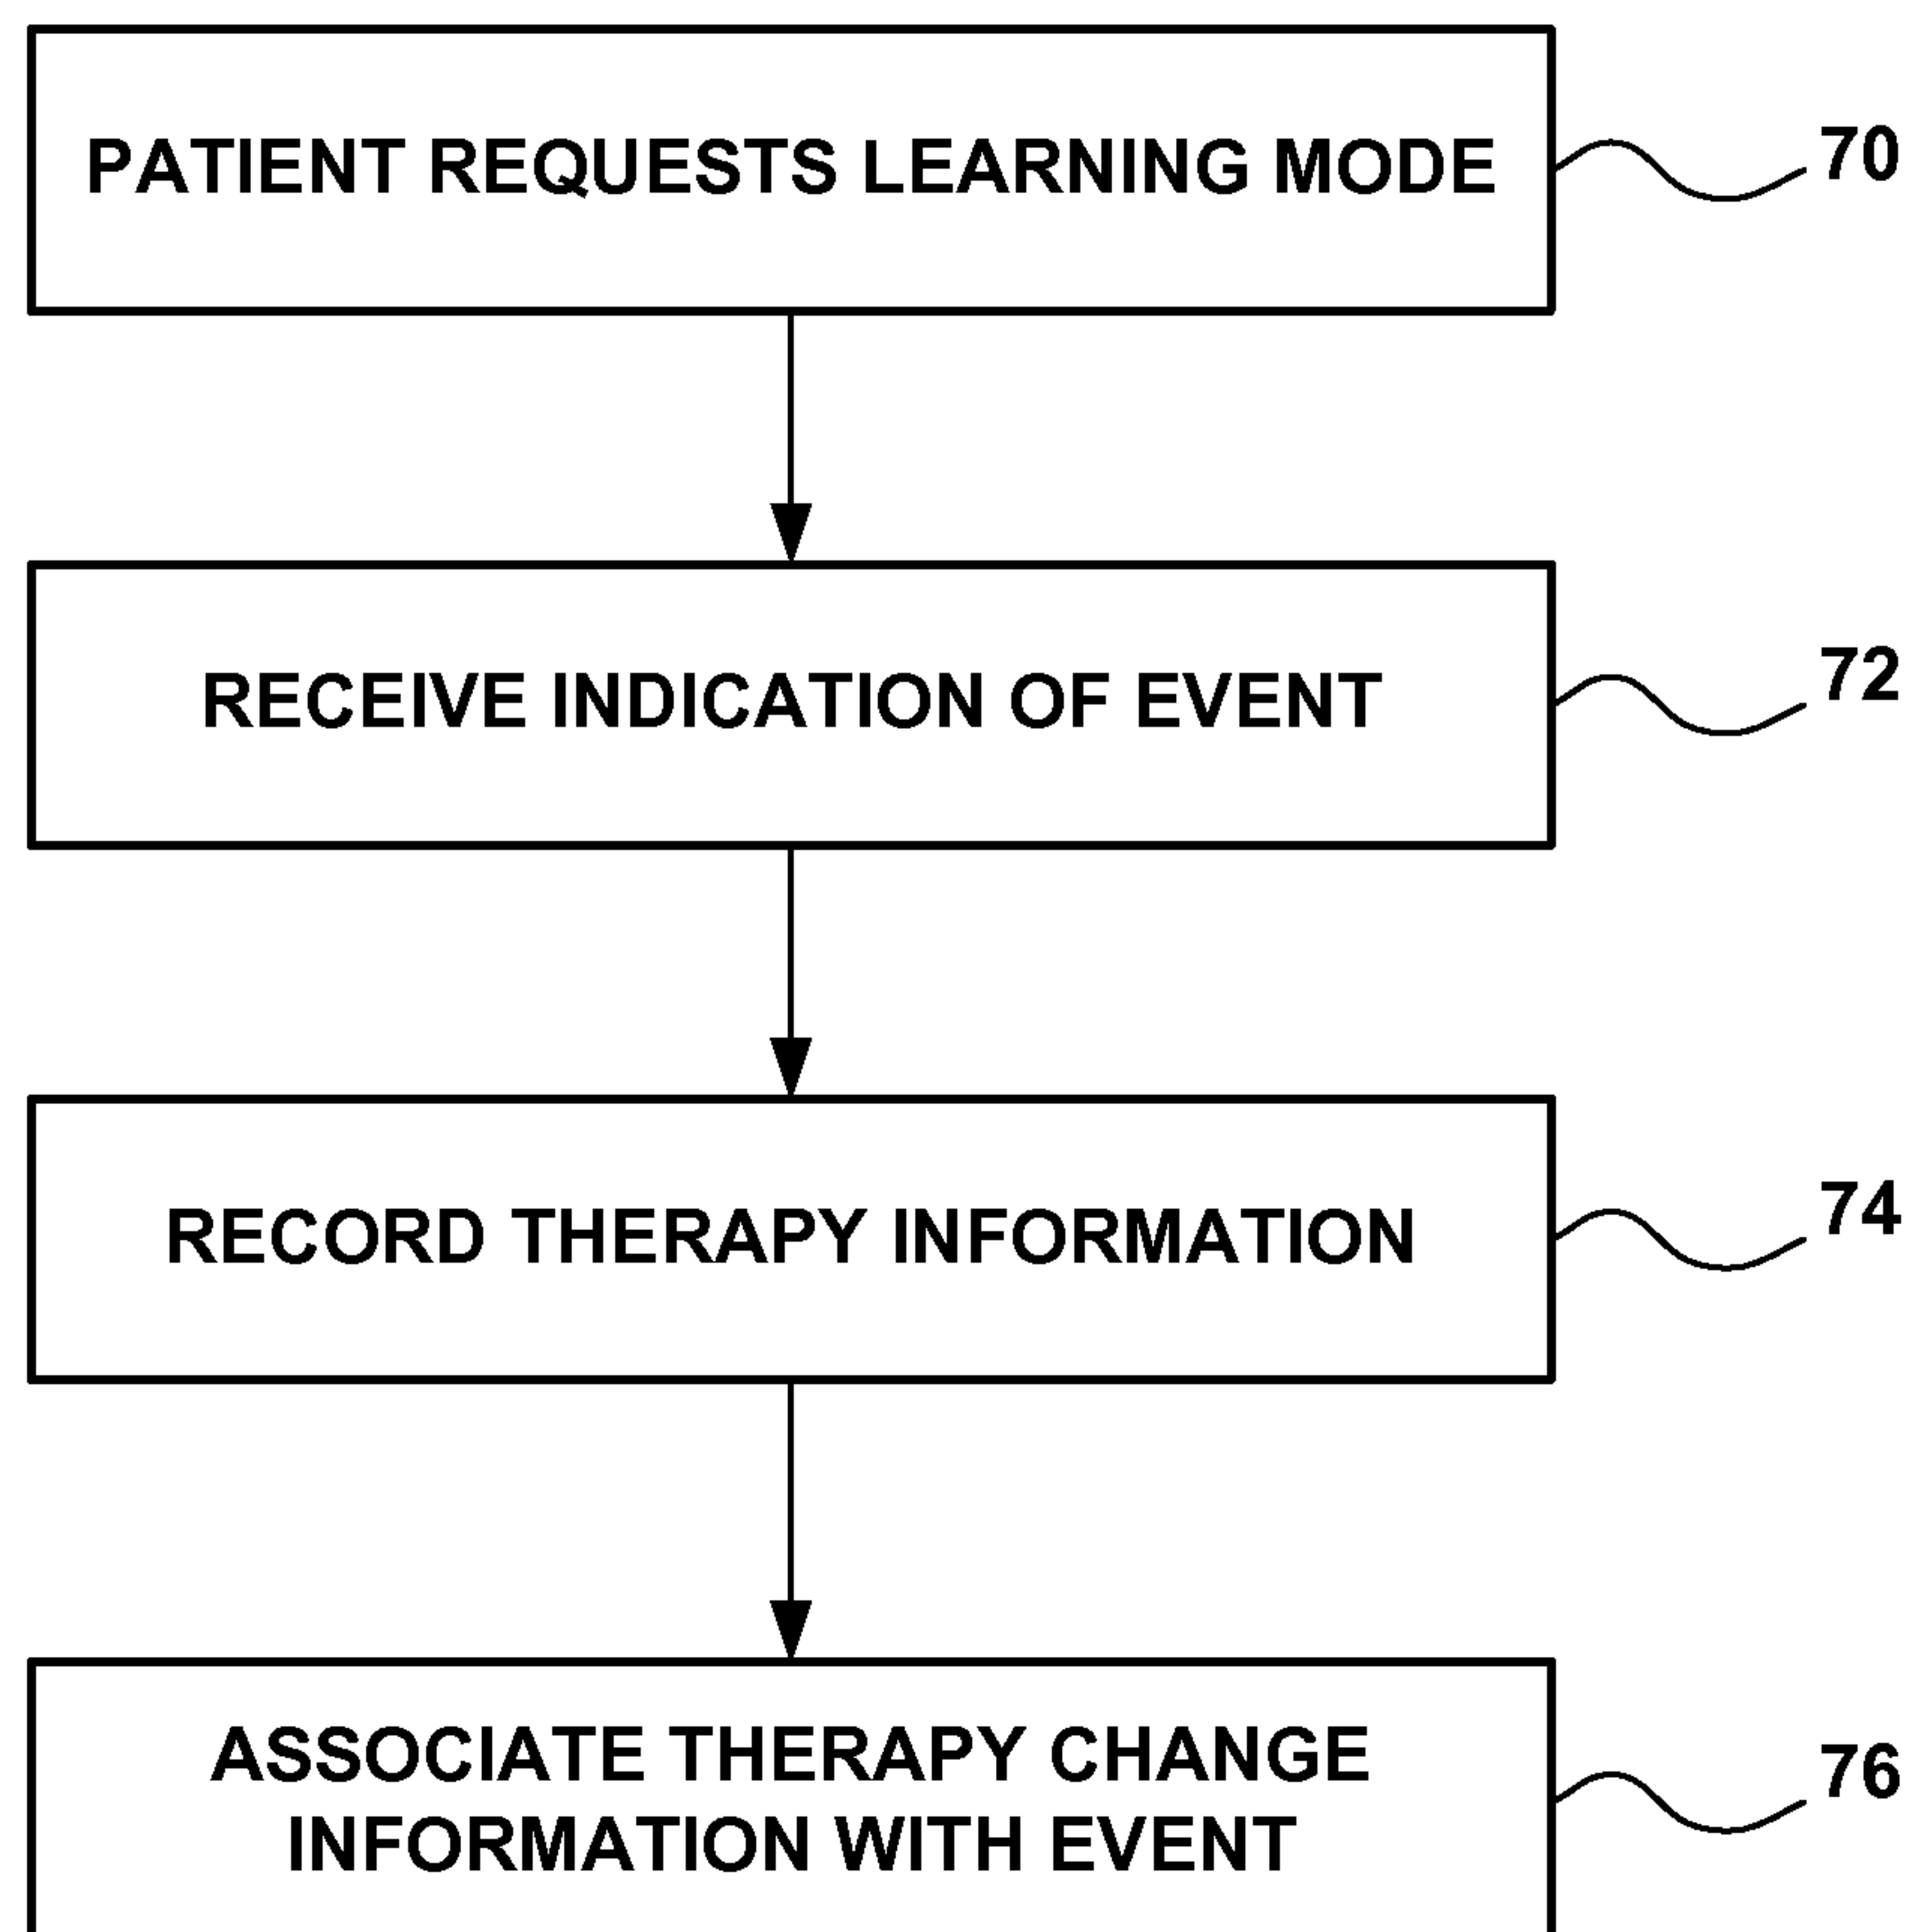 PATIENT REQUESTS LEARNING MODE
70
RECEIVE INDICATION OF EVENT
72
RECORD THERAPY INFORMATION
74
ASSOCIATE THERAPY CHANGE
INFORMATION WITH EVENT
76